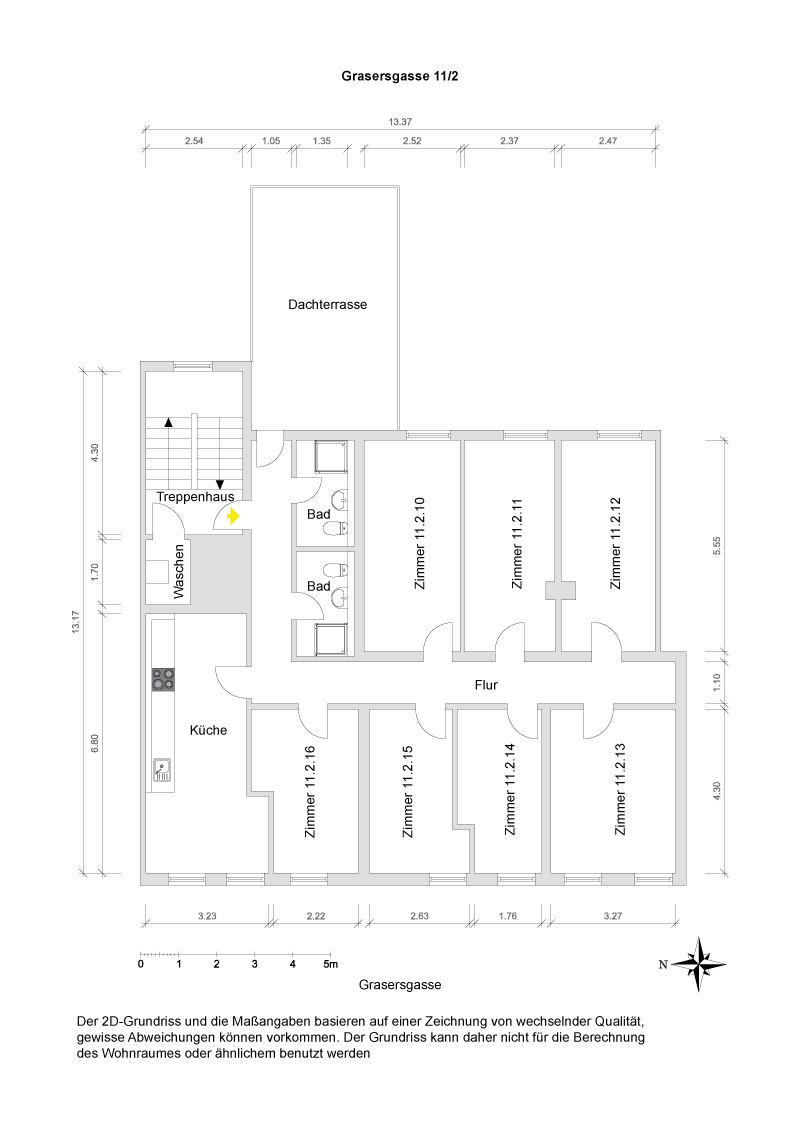 Grasersgasse 11/2
13.37
2.54
1.05
1.35
2.52
2.37
2.47
Dachterrasse
4.30
Treppenhaus
Bad
Zimmer 11.2.10
Zimmer 11.2.11
Zimmer 11.2.12
5.55
1.70
Waschen
Bad
13.17
Flur
1.10
Küche
6.80
Zimmer 11.2.16
Zimmer 11.2.15
Zimmer 11.2.14
Zimmer 11.2.13
4.30
3.23
2.22
2.63
1.76
3.27
0 1 2 3 4 5m
N
Grasersgasse
Der 2D-Grundriss und die Maßangaben basieren auf einer Zeichnung von wechselnder Qualität,
gewisse Abweichungen können vorkommen. Der Grundriss kann daher nicht für die Berechnung
des Wohnraumes oder ähnlichem benutzt werden